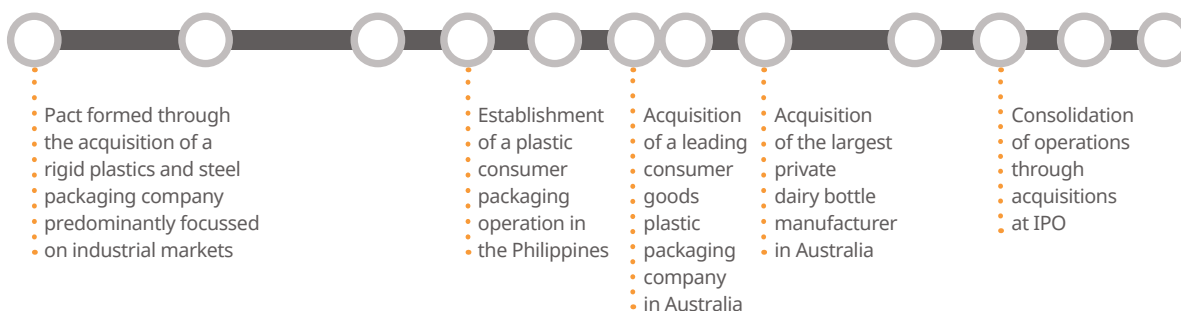 Pact formed through
the acquisition of a
rigid plastics and steel
packaging company
predominantly focussed
on industrial markets
Establishment
of a plastic
consumer
packaging
operation in
the Philippines
Acquisition
of a leading
consumer
goods
plastic
packaging
company
in Australia
Acquisition
of the largest
private
dairy bottle
manufacturer
in Australia
Consolidation
of operations
through
acquisitions
at IPO